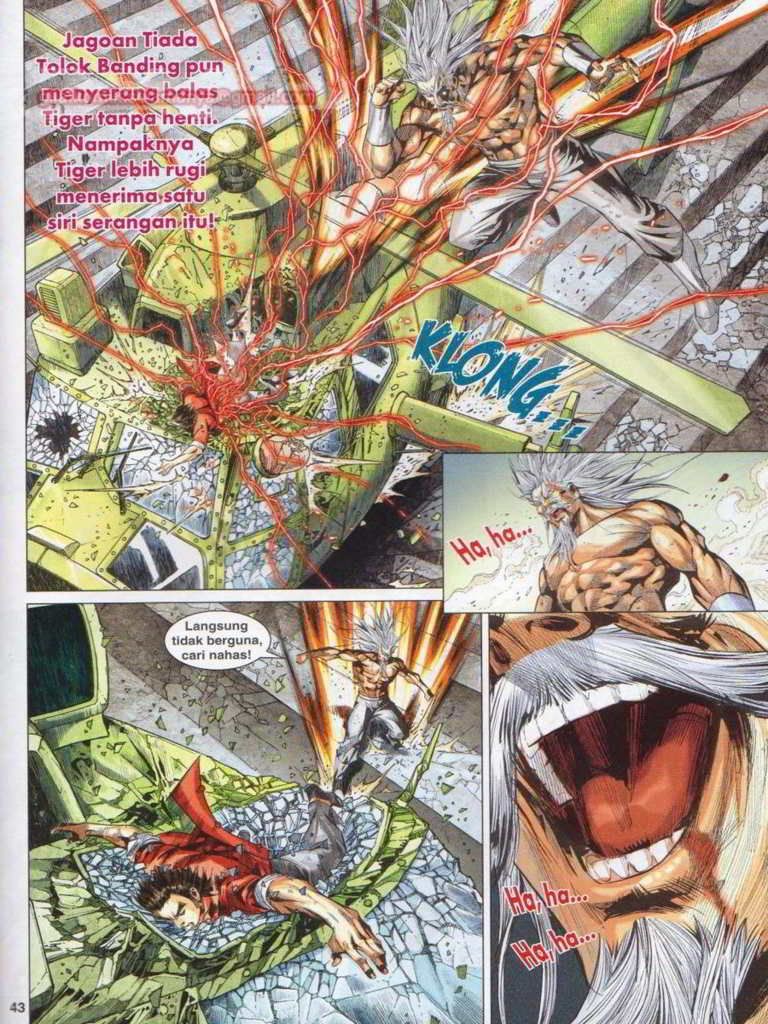 Jagoan Tiada
Tolok Banding pun
menyerang balas
Tiger tanpa henti.
Nampaknya
Tiger lebih rugi
menerima satu
siri serangan itu!
KLONG...
Ha, ha...
Langsung
tidak berguna,
cari nahas!
Ha, ha...
Ha, ha...
43